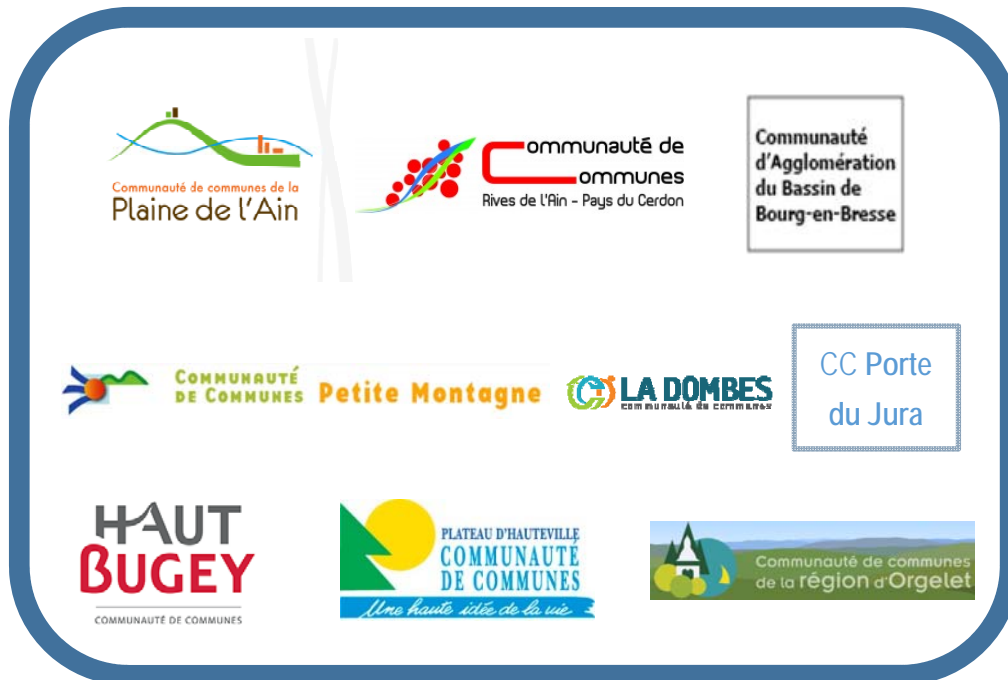 Communauté de communes de la
Plaine de l'Ain
Communauté de
Communes
Rives de l'Ain - Pays du Cerdon
Communauté
d'Agglomération
du Bassin de
Bourg-en-Bresse
COMMUNAUTÉ
DE COMMUNES
Petite Montagne
LA DOMBES
communauté de communes
CC Porte
du Jura
HAUT
BUGEY
COMMUNAUTÉ DE COMMUNES
PLATEAU D'HAUTEVILLE
COMMUNAUTÉ
DE COMMUNES
Une haute idée de la vie
Communauté de communes
de la région d'Orgelet